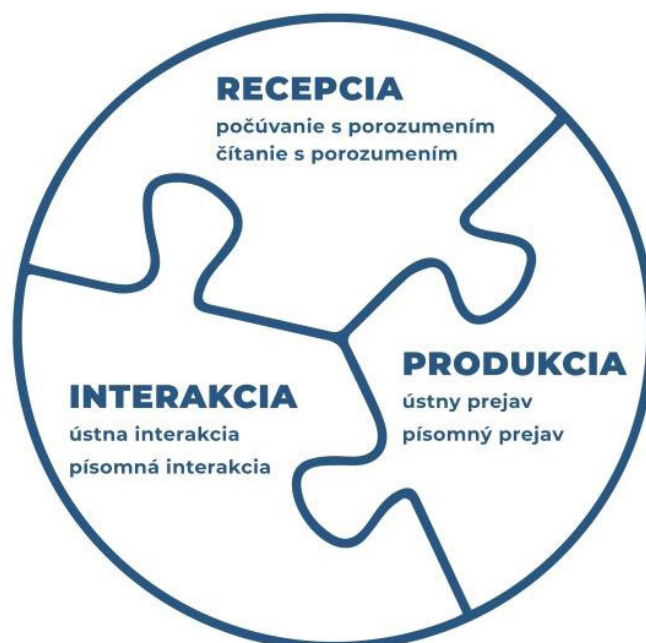 RECEPCIA
počúvanie s porozumením
čítanie s porozumením
INTERAKCIA
ústna interakcia
písomná interakcia
PRODUKCIA
ústny prejav
písomný prejav